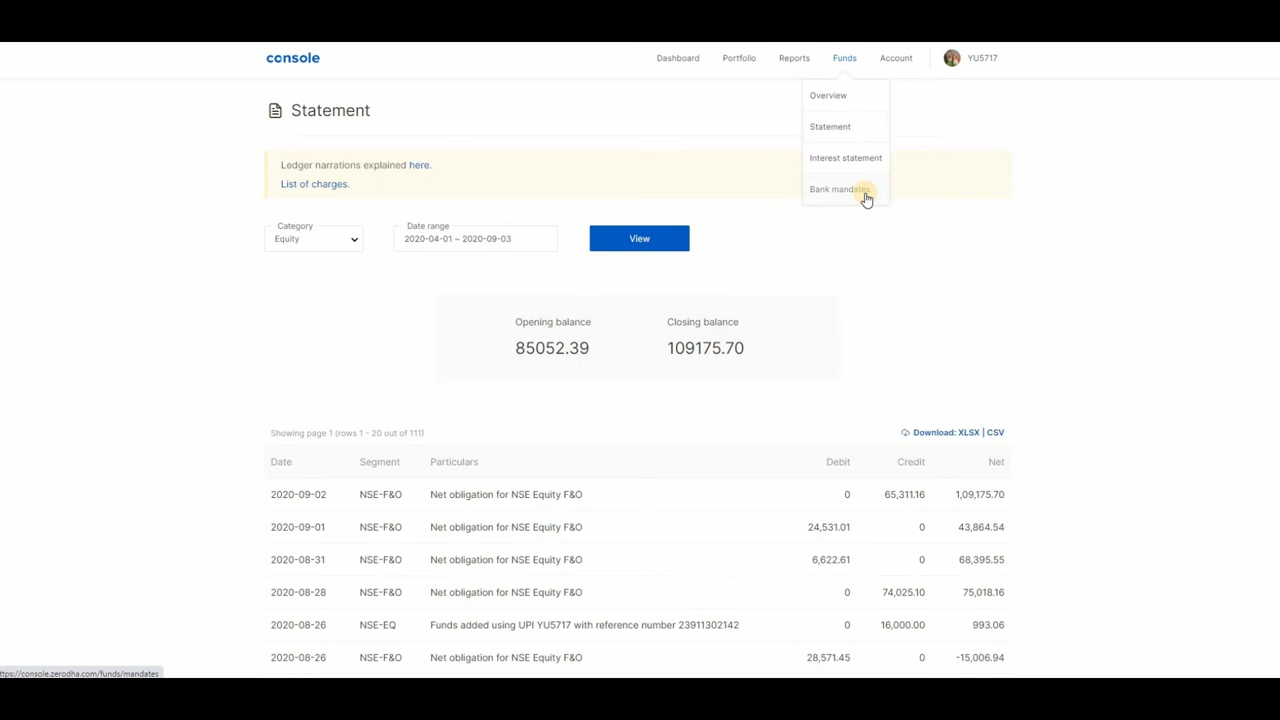 console
Dashboard Portfolio Reports Funds Account YU5717
Overview
Statement
Interest statement
Bank mandates
Statement
Ledger narrations explained here.
List of charges.
Category
Equity
Date range
2020-04-01 ~ 2020-09-03
View
Opening balance Closing balance
85052.39 109175.70
Showing page 1 (rows 1 - 20 out of 111) Download: XLSX | CSV
Date Segment Particulars Debit Credit Net
2020-09-02 NSE-F&O Net obligation for NSE Equity F&O 0 65,311.16 1,09,175.70
2020-09-01 NSE-F&O Net obligation for NSE Equity F&O 24,531.01 0 43,864.54
2020-08-31 NSE-F&O Net obligation for NSE Equity F&O 6,622.61 0 68,395.55
2020-08-28 NSE-F&O Net obligation for NSE Equity F&O 0 74,025.10 75,018.16
2020-08-26 NSE-EQ Funds added using UPI YU5717 with reference number 23911302142 0 16,000.00 993.06
2020-08-26 NSE-F&O Net obligation for NSE Equity F&O 28,571.45 0 -15,006.94
ttps://console.zerodha.com/funds/mandates